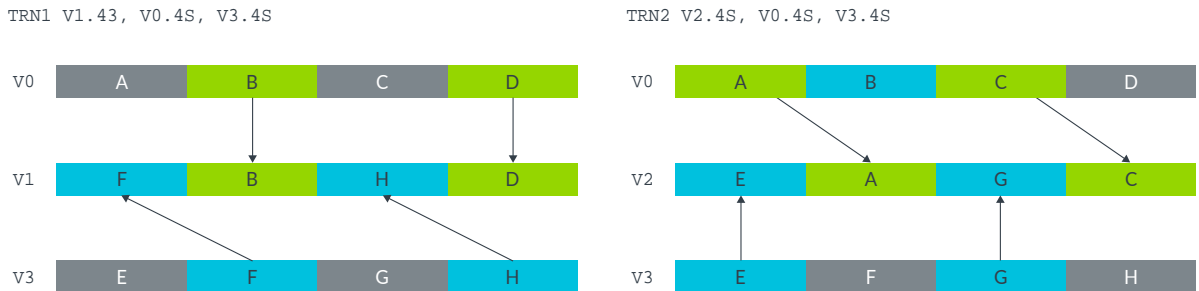 TRN1 V1.43, V0.4S, V3.4S
V0 A B C D
V1 F B H D
V3 E F G H
TRN2 V2.4S, V0.4S, V3.4S
V0 A B C D
V2 E A G C
V3 E F G H